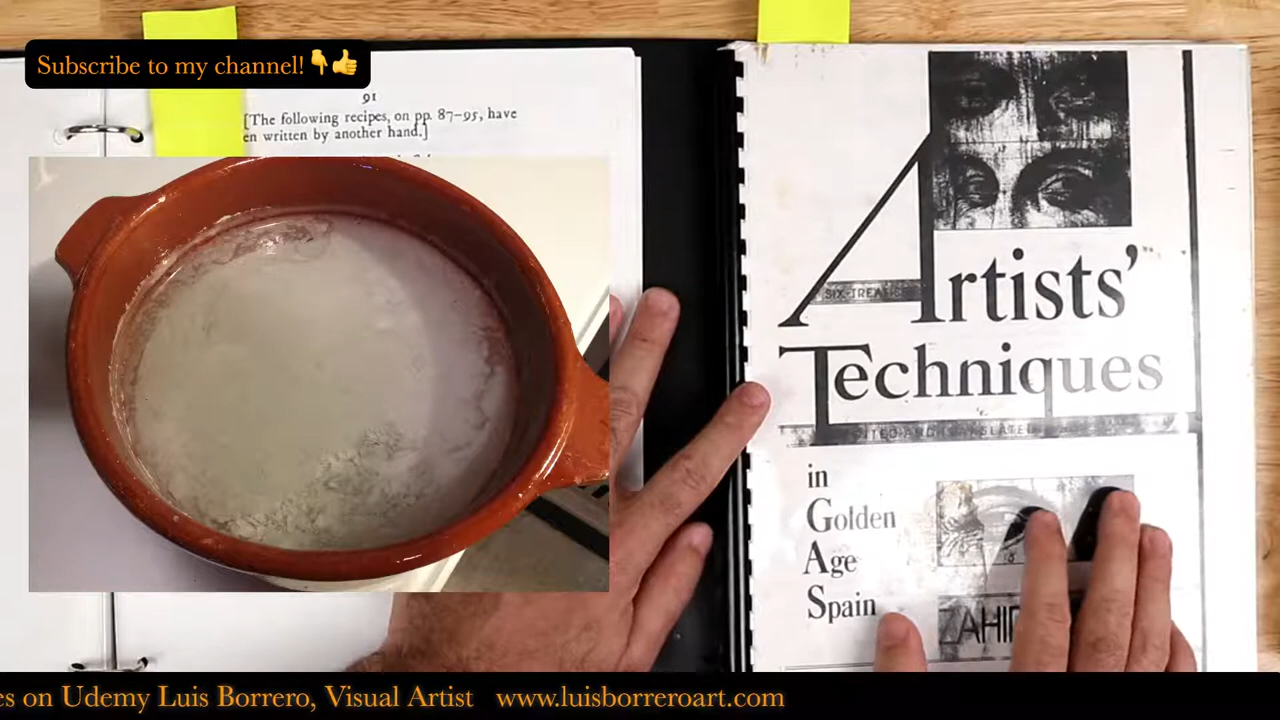 Subscribe to my channel!👇👍
91
[The following recipes, on pp. 87–95, have
en written by another hand.]
Artists'
Techniques
in
Golden
Age
Spain
es on Udemy Luis Borrero, Visual Artist www.luisborreroart.com